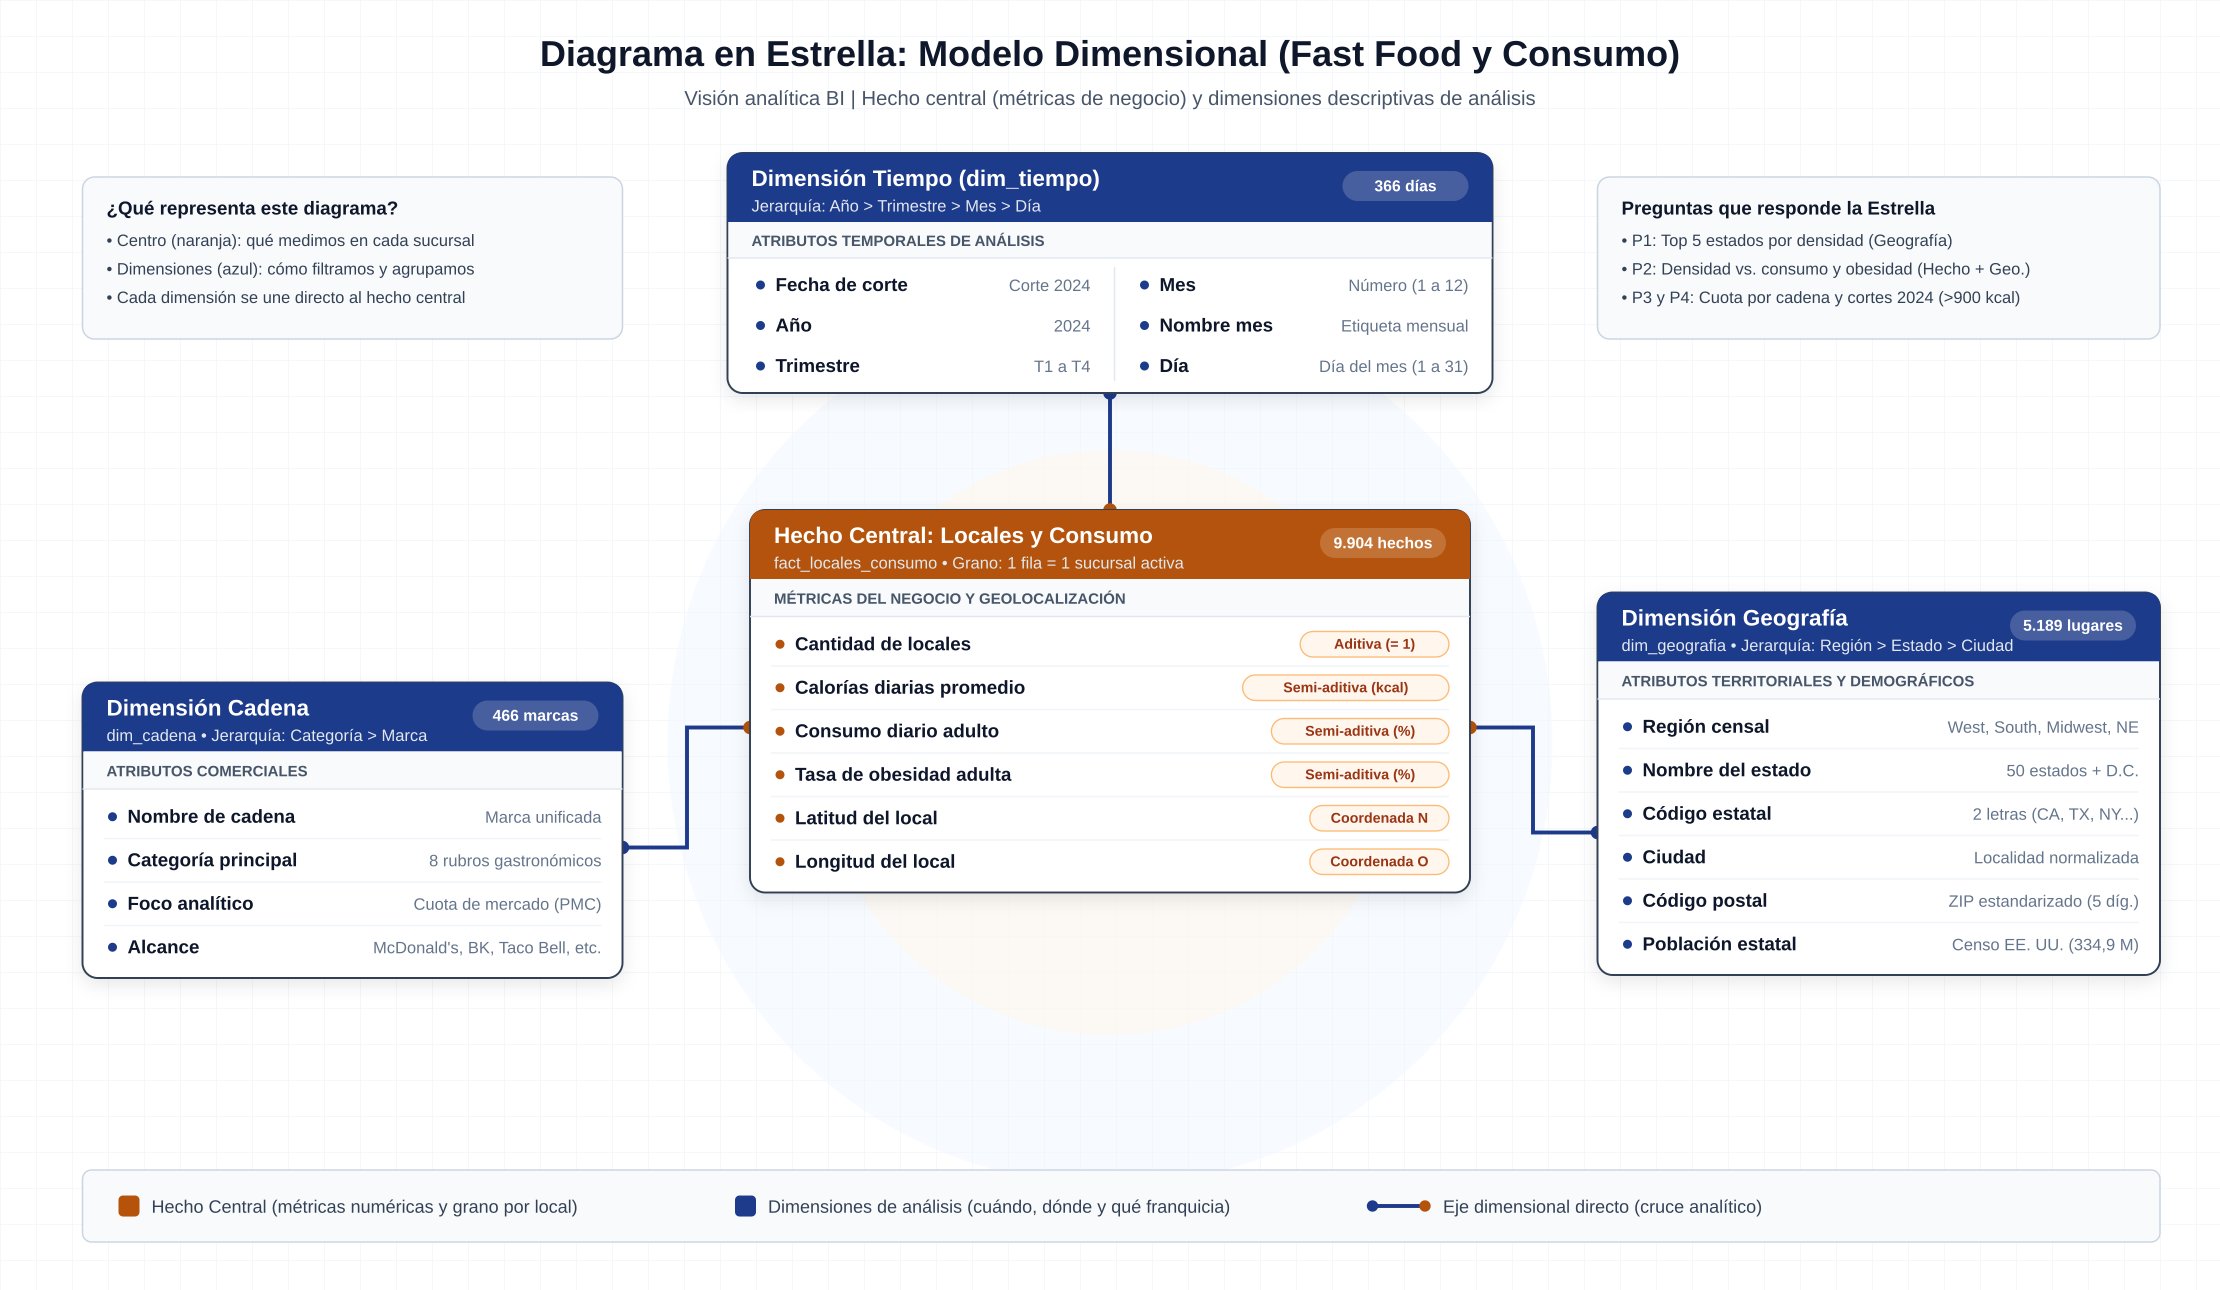 Diagrama en Estrella: Modelo Dimensional (Fast Food y Consumo)
Visión analítica BI | Hecho central (métricas de negocio) y dimensiones descriptivas de análisis
¿Qué representa este diagrama?
• Centro (naranja): qué medimos en cada sucursal
• Dimensiones (azul): cómo filtramos y agrupamos
• Cada dimensión se une directo al hecho central
Dimensión Tiempo (dim_tiempo)
366 días
Jerarquía: Año > Trimestre > Mes > Día
ATRIBUTOS TEMPORALES DE ANÁLISIS
Fecha de corte Corte 2024
Año 2024
Trimestre T1 a T4
Mes Número (1 a 12)
Nombre mes Etiqueta mensual
Día Día del mes (1 a 31)
Preguntas que responde la Estrella
• P1: Top 5 estados por densidad (Geografía)
• P2: Densidad vs. consumo y obesidad (Hecho + Geo.)
• P3 y P4: Cuota por cadena y cortes 2024 (>900 kcal)
Hecho Central: Locales y Consumo
9.904 hechos
fact_locales_consumo • Grano: 1 fila = 1 sucursal activa
MÉTRICAS DEL NEGOCIO Y GEOLOCALIZACIÓN
Cantidad de locales Aditiva (= 1)
Calorías diarias promedio Semi-aditiva (kcal)
Consumo diario adulto Semi-aditiva (%)
Tasa de obesidad adulta Semi-aditiva (%)
Latitud del local Coordenada N
Longitud del local Coordenada O
Dimensión Cadena
466 marcas
dim_cadena • Jerarquía: Categoría > Marca
ATRIBUTOS COMERCIALES
Nombre de cadena Marca unificada
Categoría principal 8 rubros gastronómicos
Foco analítico Cuota de mercado (PMC)
Alcance McDonald's, BK, Taco Bell, etc.
Dimensión Geografía
5.189 lugares
dim_geografia • Jerarquía: Región > Estado > Ciudad
ATRIBUTOS TERRITORIALES Y DEMOGRÁFICOS
Región censal West, South, Midwest, NE
Nombre del estado 50 estados + D.C.
Código estatal 2 letras (CA, TX, NY...)
Ciudad Localidad normalizada
Código postal ZIP estandarizado (5 díg.)
Población estatal Censo EE. UU. (334,9 M)
Hecho Central (métricas numéricas y grano por local)
Dimensiones de análisis (cuándo, dónde y qué franquicia)
Eje dimensional directo (cruce analítico)